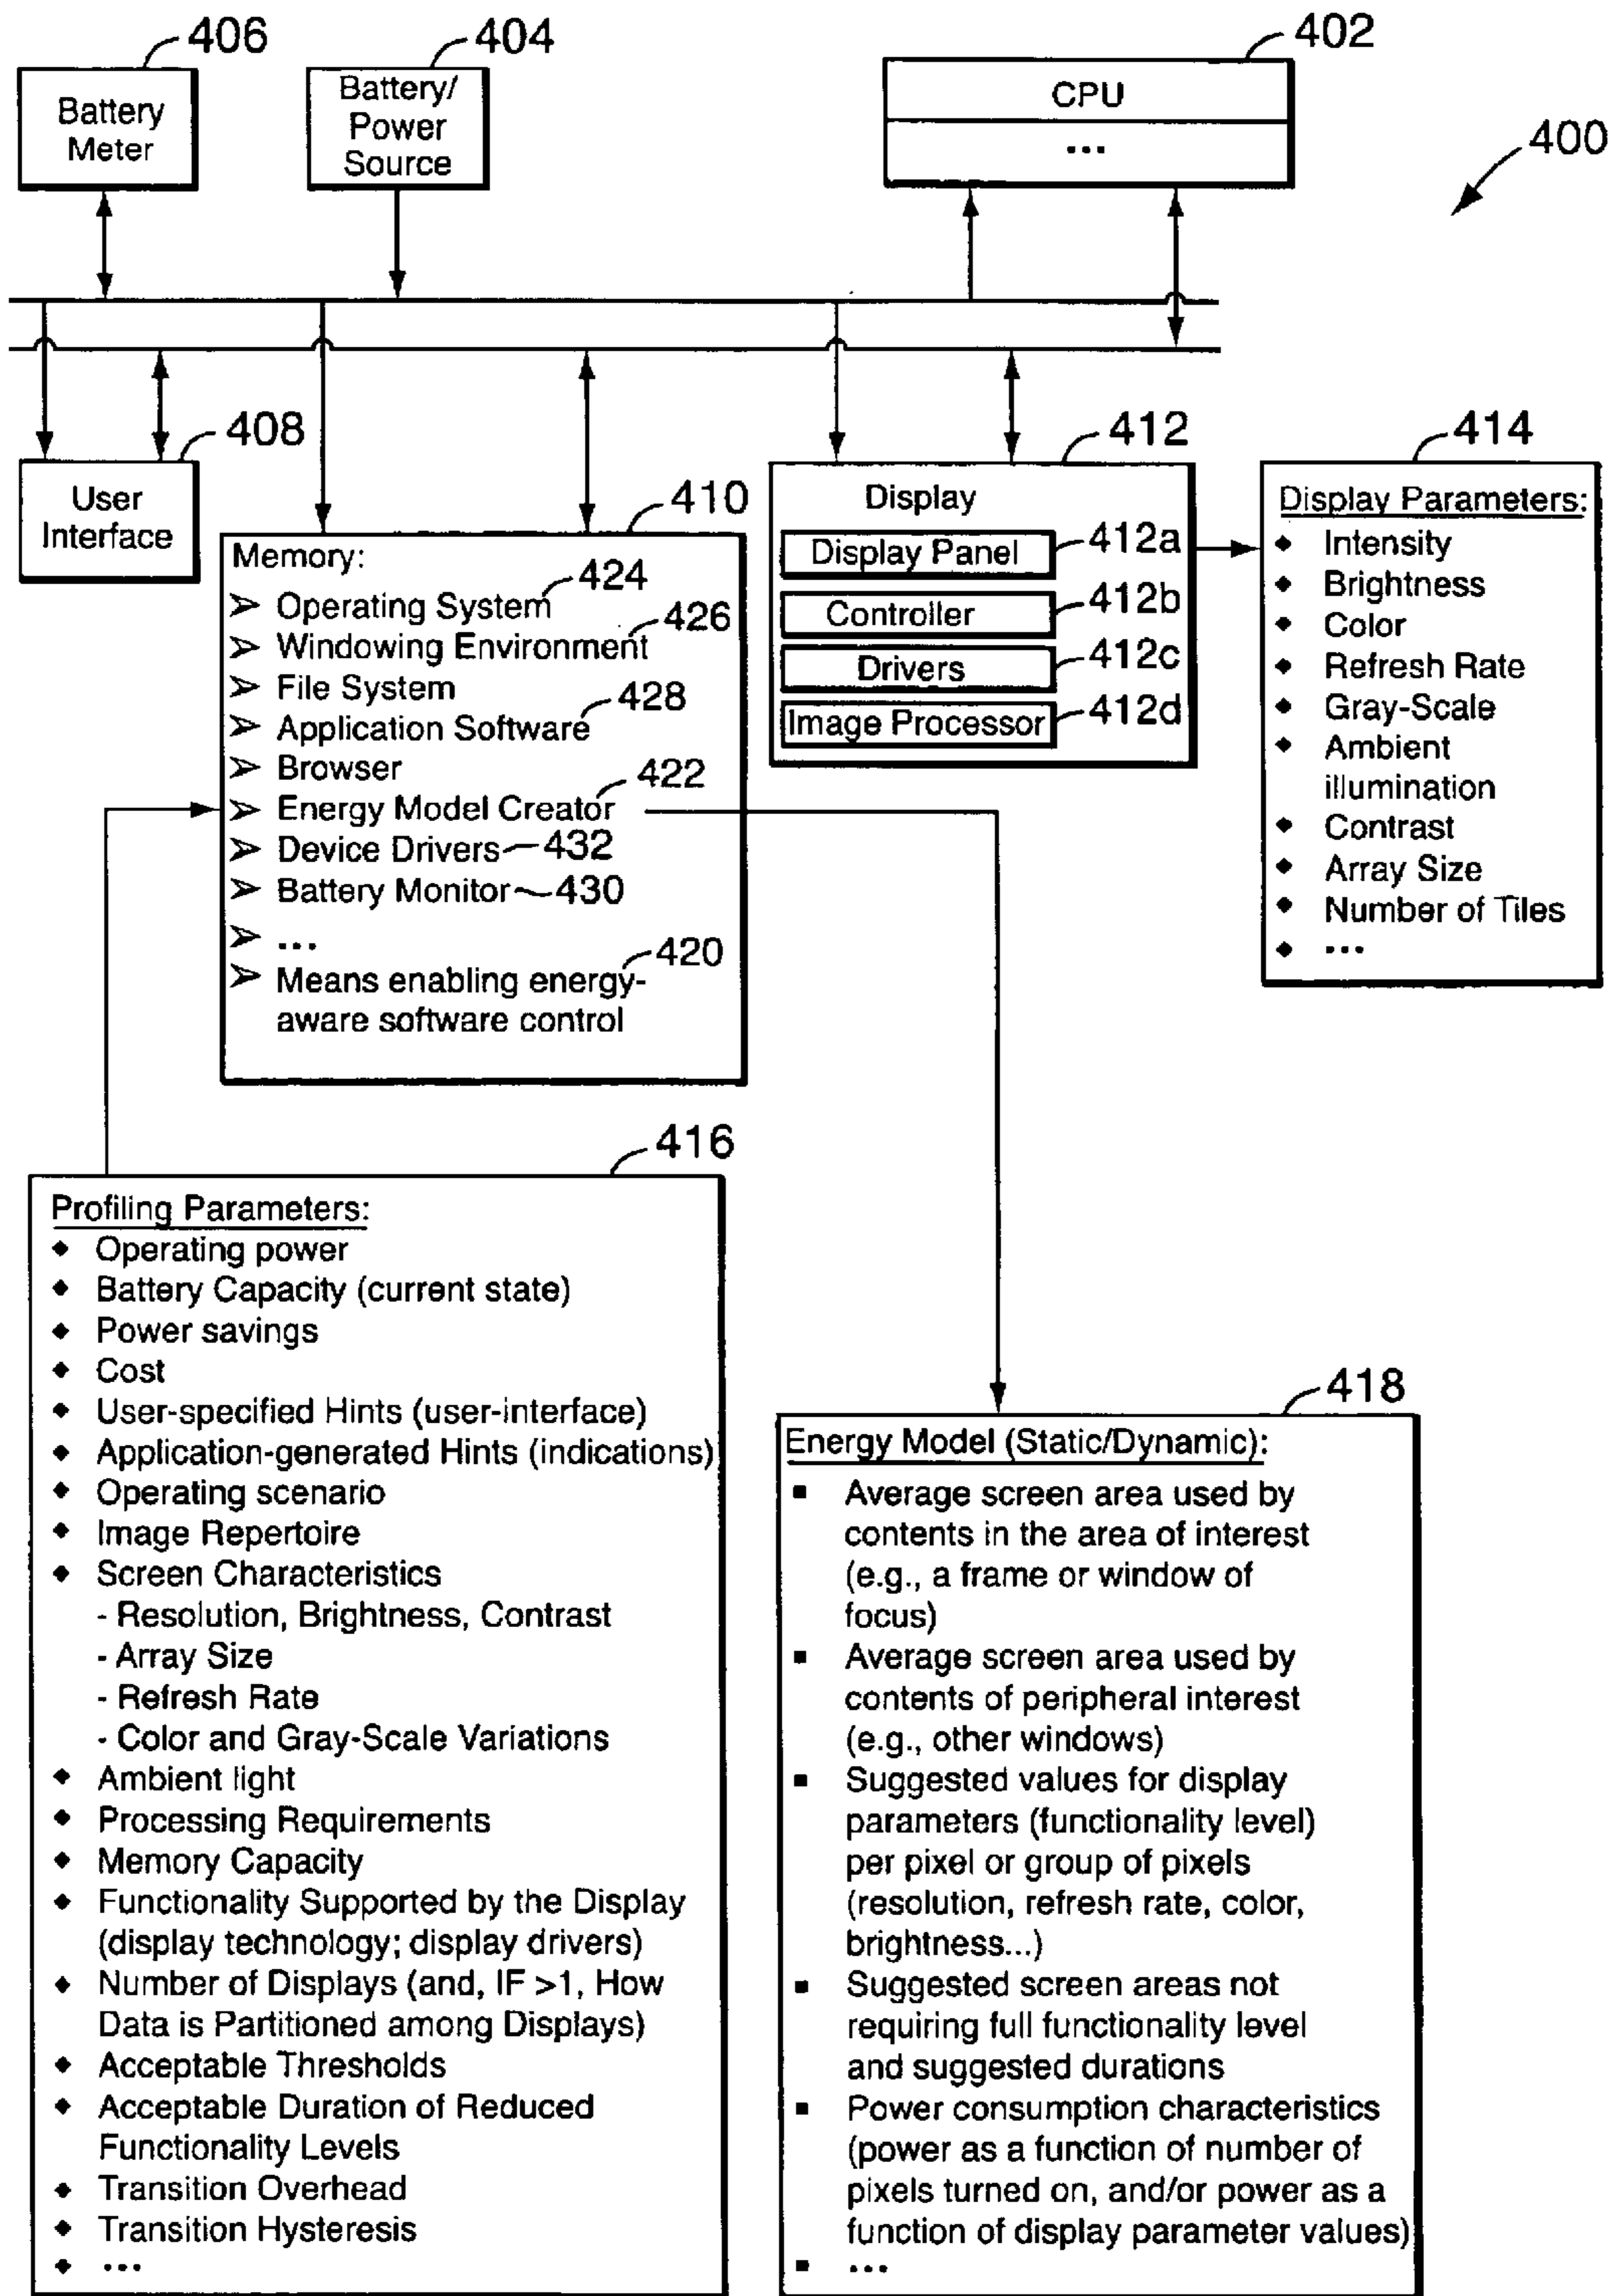 406
404
402
Battery
Meter
Battery/
Power
Source
CPU
...
400
408
User
Interface
410
Memory:
424
➢ Operating System
426
➢ Windowing Environment
➢ File System
428
➢ Application Software
➢ Browser
422
➢ Energy Model Creator
➢ Device Drivers 432
➢ Battery Monitor 430
➢ ...
420
➢ Means enabling energy-
aware software control
412
Display
Display Panel 412a
Controller 412b
Drivers 412c
Image Processor 412d
414
Display Parameters:
◆ Intensity
◆ Brightness
◆ Color
◆ Refresh Rate
◆ Gray-Scale
◆ Ambient
illumination
◆ Contrast
◆ Array Size
◆ Number of Tiles
◆ ...
416
Profiling Parameters:
◆ Operating power
◆ Battery Capacity (current state)
◆ Power savings
◆ Cost
◆ User-specified Hints (user-interface)
◆ Application-generated Hints (indications)
◆ Operating scenario
◆ Image Repertoire
◆ Screen Characteristics
- Resolution, Brightness, Contrast
- Array Size
- Refresh Rate
- Color and Gray-Scale Variations
◆ Ambient light
◆ Processing Requirements
◆ Memory Capacity
◆ Functionality Supported by the Display
(display technology; display drivers)
◆ Number of Displays (and, IF >1, How
Data is Partitioned among Displays)
◆ Acceptable Thresholds
◆ Acceptable Duration of Reduced
Functionality Levels
◆ Transition Overhead
◆ Transition Hysteresis
◆ ...
418
Energy Model (Static/Dynamic):
■ Average screen area used by
contents in the area of interest
(e.g., a frame or window of
focus)
■ Average screen area used by
contents of peripheral interest
(e.g., other windows)
■ Suggested values for display
parameters (functionality level)
per pixel or group of pixels
(resolution, refresh rate, color,
brightness...)
■ Suggested screen areas not
requiring full functionality level
and suggested durations
■ Power consumption characteristics
(power as a function of number of
pixels turned on, and/or power as a
function of display parameter values)
■ ...